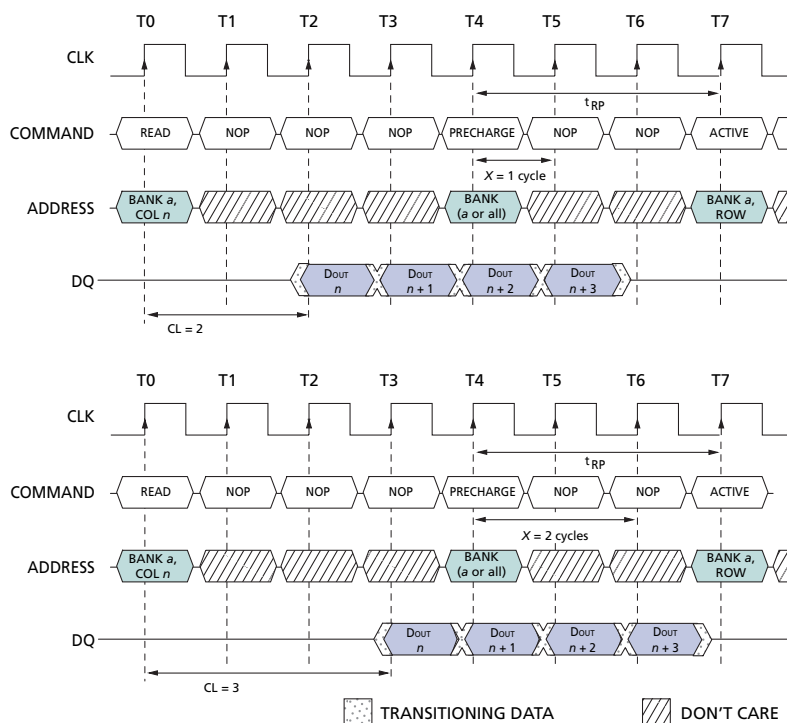 T0 T1 T2 T3 T4 T5 T6 T7
CLK
tRP
COMMAND READ NOP NOP NOP PRECHARGE NOP NOP ACTIVE
X = 1 cycle
ADDRESS BANK a, COL n BANK (a or all) BANK a, ROW
DQ DOUT n DOUT n + 1 DOUT n + 2 DOUT n + 3
CL = 2
T0 T1 T2 T3 T4 T5 T6 T7
CLK
tRP
COMMAND READ NOP NOP NOP PRECHARGE NOP NOP ACTIVE
X = 2 cycles
ADDRESS BANK a, COL n BANK (a or all) BANK a, ROW
DQ DOUT n DOUT n + 1 DOUT n + 2 DOUT n + 3
CL = 3
TRANSITIONING DATA DON'T CARE